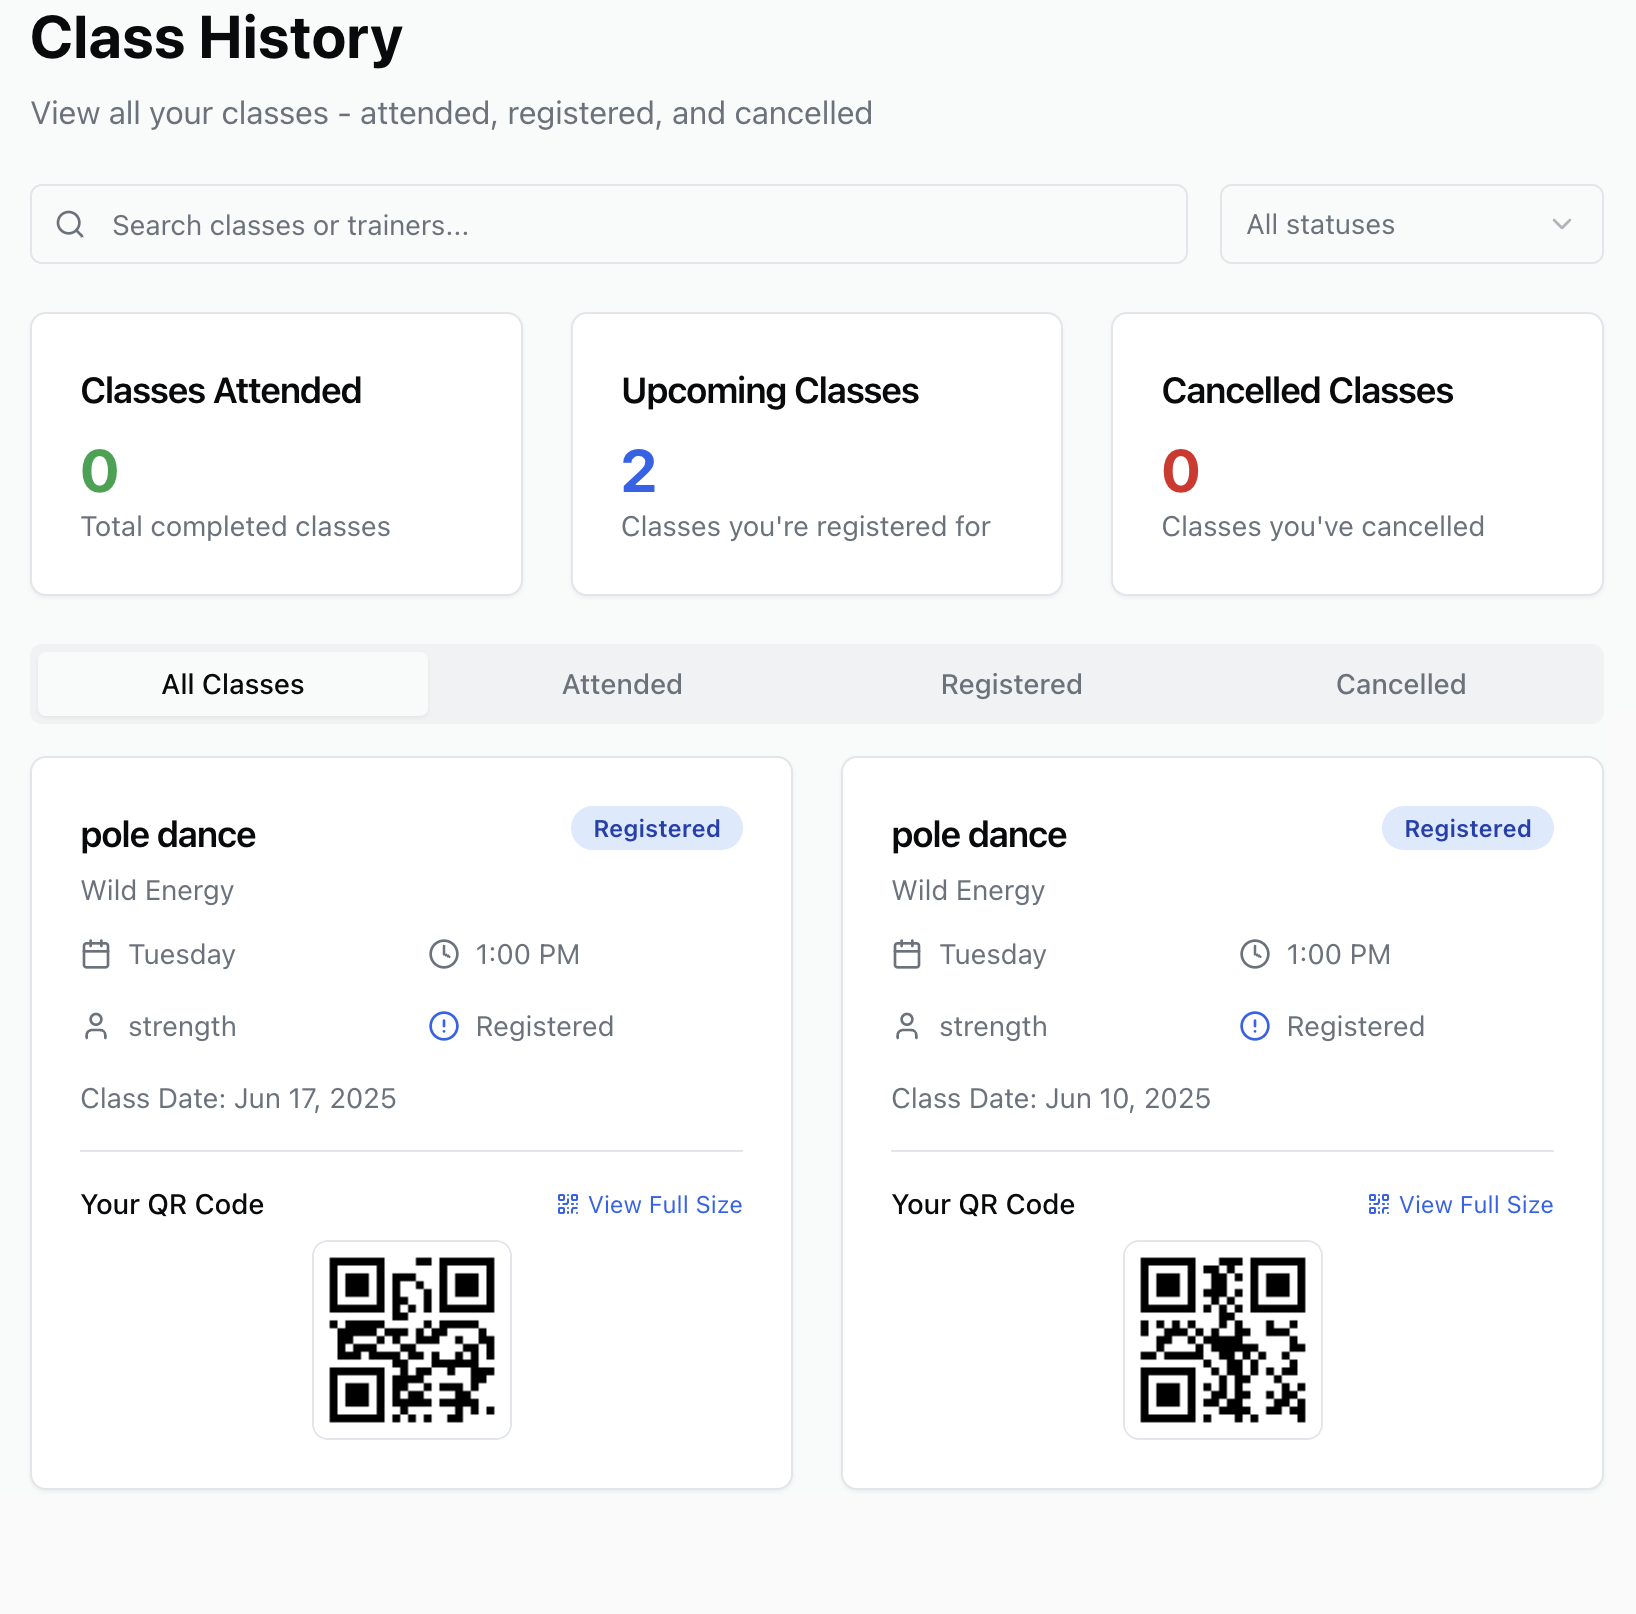 Class History
View all your classes - attended, registered, and cancelled
Search classes or trainers...
All statuses
Classes Attended
0
Total completed classes
Upcoming Classes
2
Classes you're registered for
Cancelled Classes
0
Classes you've cancelled
All Classes
Attended
Registered
Cancelled
pole dance
Registered
Wild Energy
Tuesday
1:00 PM
strength
Registered
Class Date: Jun 17, 2025
Your QR Code
View Full Size
pole dance
Registered
Wild Energy
Tuesday
1:00 PM
strength
Registered
Class Date: Jun 10, 2025
Your QR Code
View Full Size